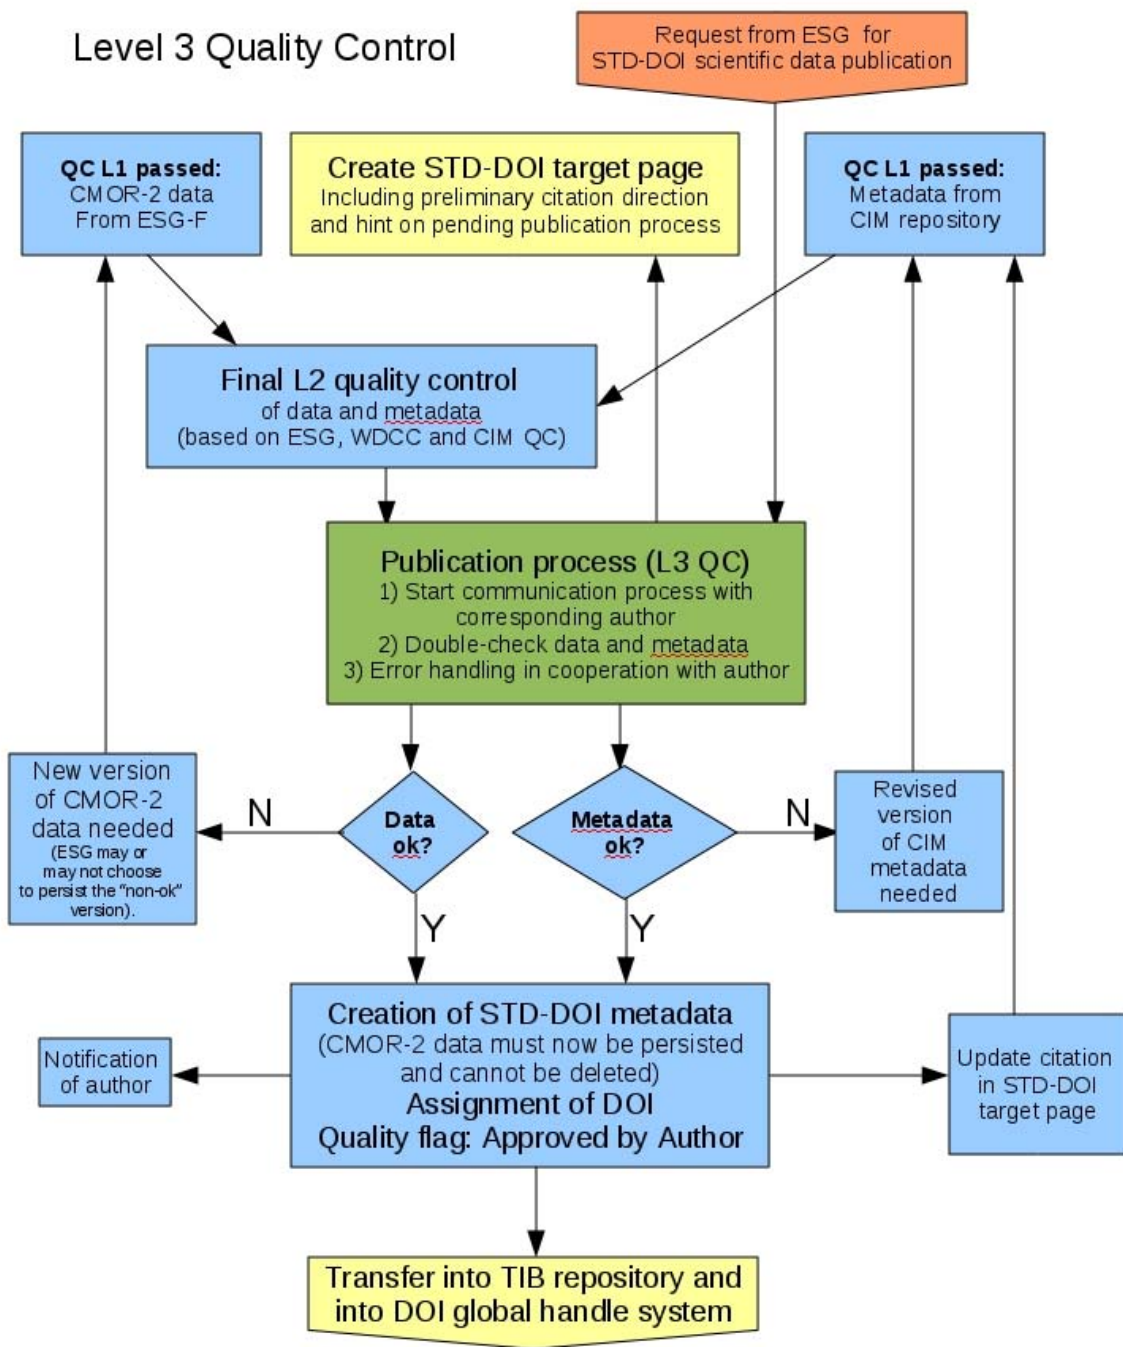 Level 3 Quality Control
Request from ESG for
STD-DOI scientific data publication
QC L1 passed:
CMOR-2 data
From ESG-F
Create STD-DOI target page
Including preliminary citation direction
and hint on pending publication process
QC L1 passed:
Metadata from
CIM repository
Final L2 quality control
of data and metadata
(based on ESG, WDCC and CIM QC)
Publication process (L3 QC)
1) Start communication process with
corresponding author
2) Double-check data and metadata
3) Error handling in cooperation with author
New version
of CMOR-2
data needed
(ESG may or
may not choose
to persist the "non-ok"
version).
N
Data
ok?
Metadata
ok?
N
Revised
version
of CIM
metadata
needed
Y
Y
Creation of STD-DOI metadata
(CMOR-2 data must now be persisted
and cannot be deleted)
Assignment of DOI
Quality flag: Approved by Author
Notification
of author
Update citation
in STD-DOI
target page
Transfer into TIB repository and
into DOI global handle system